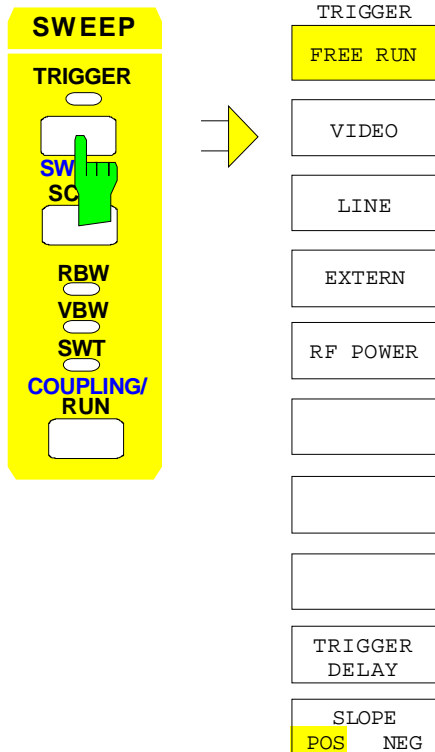 SWEEP
TRIGGER
SW
SC
RBW
VBW
SWT
COUPLING/
RUN
TRIGGER
FREE RUN
VIDEO
LINE
EXTERN
RF POWER
TRIGGER
DELAY
SLOPE
POS NEG